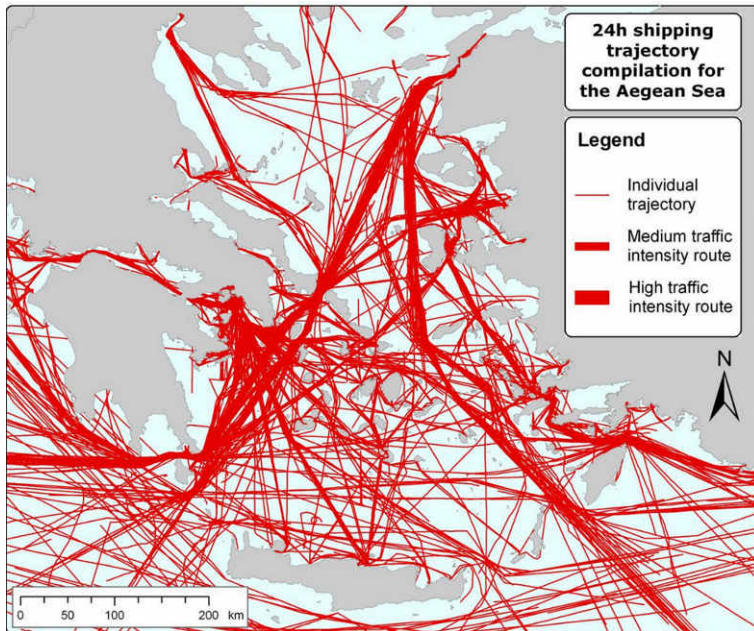 24h shipping
trajectory
compilation for
the Aegean Sea
Legend
Individual
trajectory
Medium traffic
intensity route
High traffic
intensity route
N
0 50 100 200 km